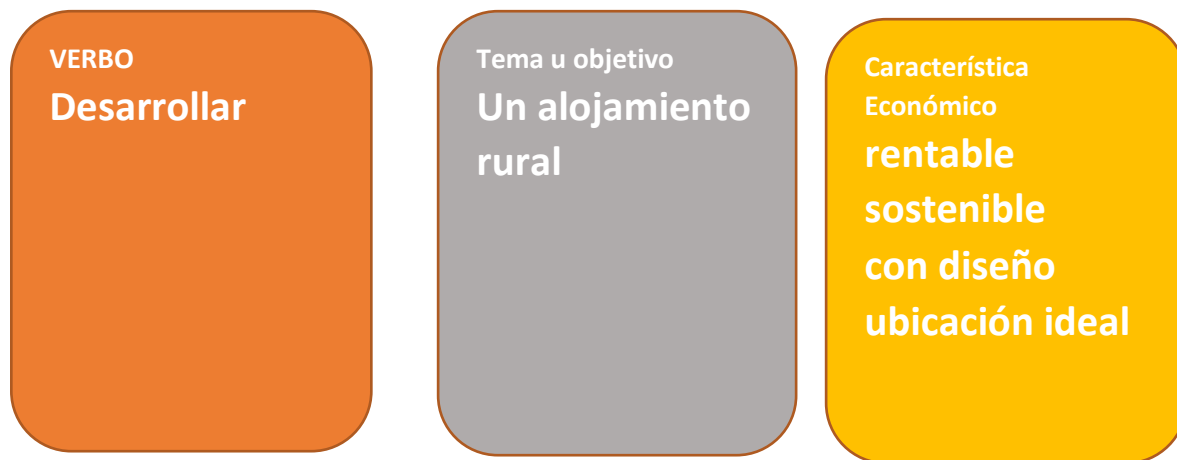 VERBO
Desarrollar
Tema u objetivo
Un alojamiento
rural
Característica
Económico
rentable
sostenible
con diseño
ubicación ideal